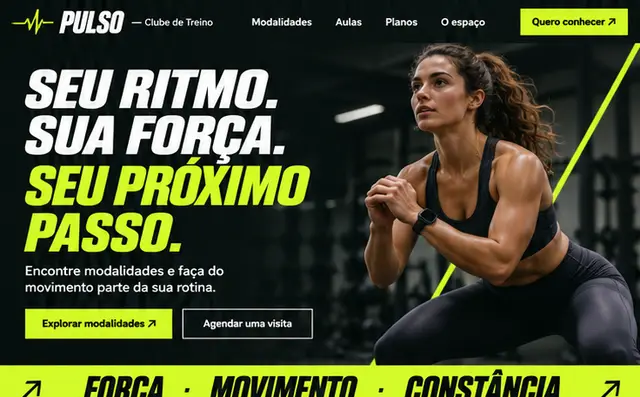 PULSO — Clube de Treino
Modalidades
Aulas
Planos
O espaço
Quero conhecer ↗
SEU RITMO.
SUA FORÇA.
SEU PRÓXIMO
PASSO.
Encontre modalidades e faça do
movimento parte da sua rotina.
Explorar modalidades ↗
Agendar uma visita
↗ FORÇA · MOVIMENTO · CONSTÂNCIA ↗